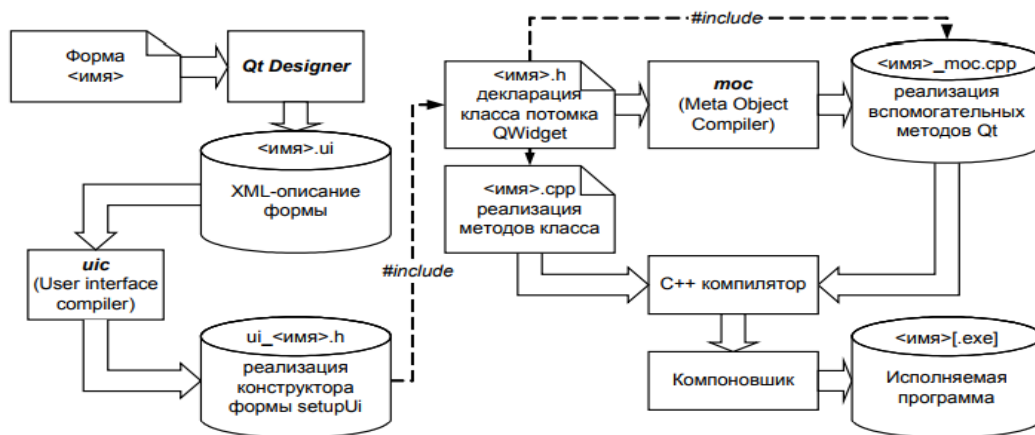 #include
Форма
<имя>
Qt Designer
<имя>.ui
XML-описание
формы
uic
(User interface
compiler)
ui_<имя>.h
реализация
конструктора
формы setupUi
#include
<имя>.h
декларация
класса потомка
QWidget
moc
(Meta Object
Compiler)
<имя>_moc.cpp
реализация
вспомогательных
методов Qt
<имя>.cpp
реализация
методов класса
C++ компилятор
Компоновшик
<имя>[.exe]
Исполняемая
программа